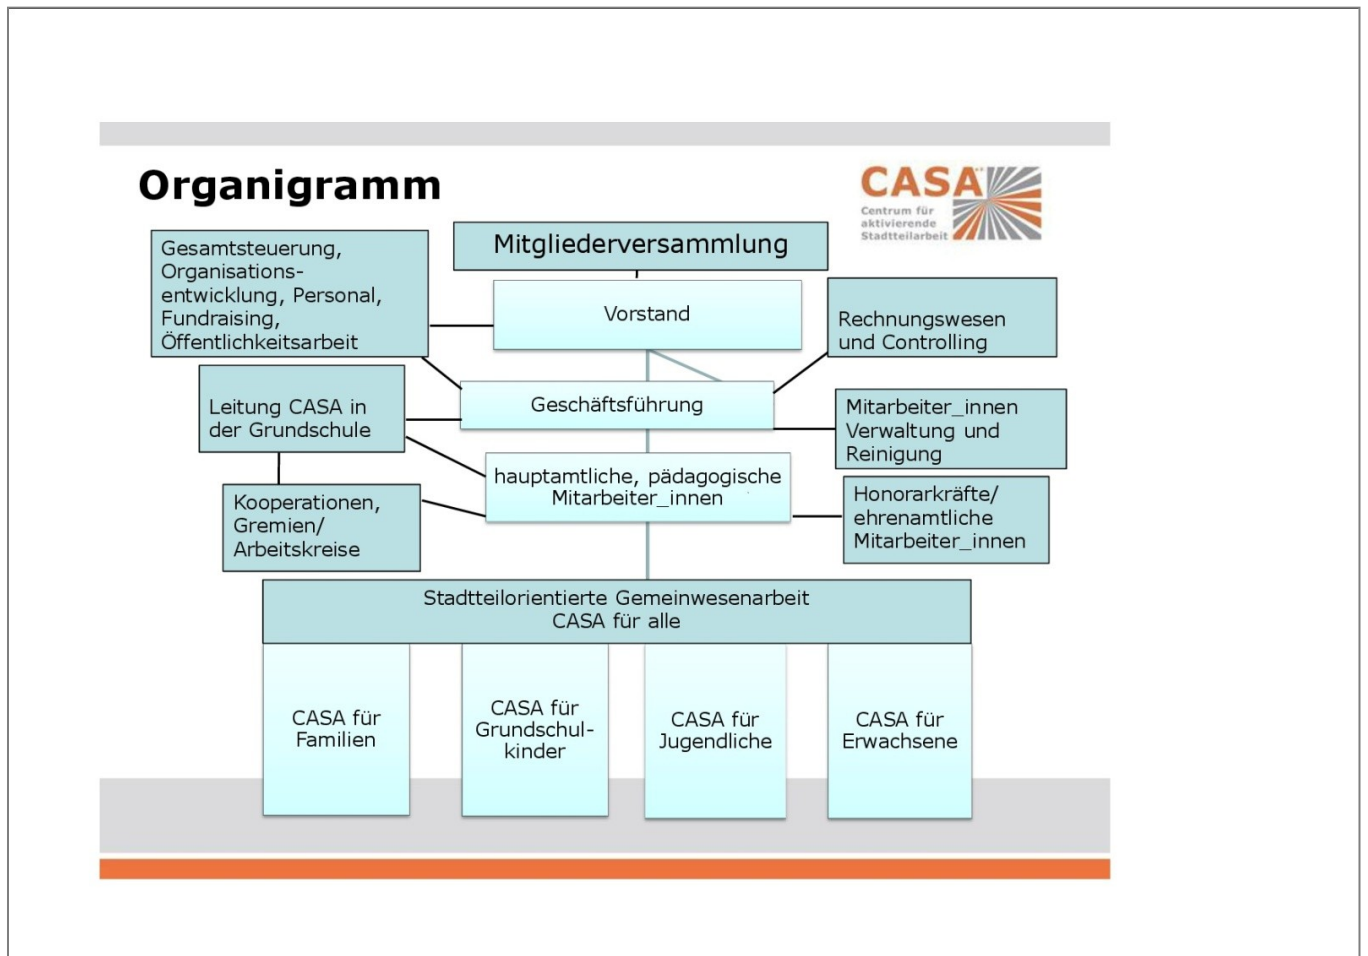 Organigramm
CASA
Centrum für
aktivierende
Stadtteilarbeit
Mitgliederversammlung
Gesamtsteuerung,
Organisations-
entwicklung, Personal,
Fundraising,
Öffentlichkeitsarbeit
Vorstand
Rechnungswesen
und Controlling
Geschäftsführung
Leitung CASA in
der Grundschule
Mitarbeiter_innen
Verwaltung und
Reinigung
hauptamtliche, pädagogische
Mitarbeiter_innen
Kooperationen,
Gremien/
Arbeitskreise
Honorarkräfte/
ehrenamtliche
Mitarbeiter_innen
Stadtteilorientierte Gemeinwesenarbeit
CASA für alle
CASA für
Familien
CASA für
Grundschul-
kinder
CASA für
Jugendliche
CASA für
Erwachsene